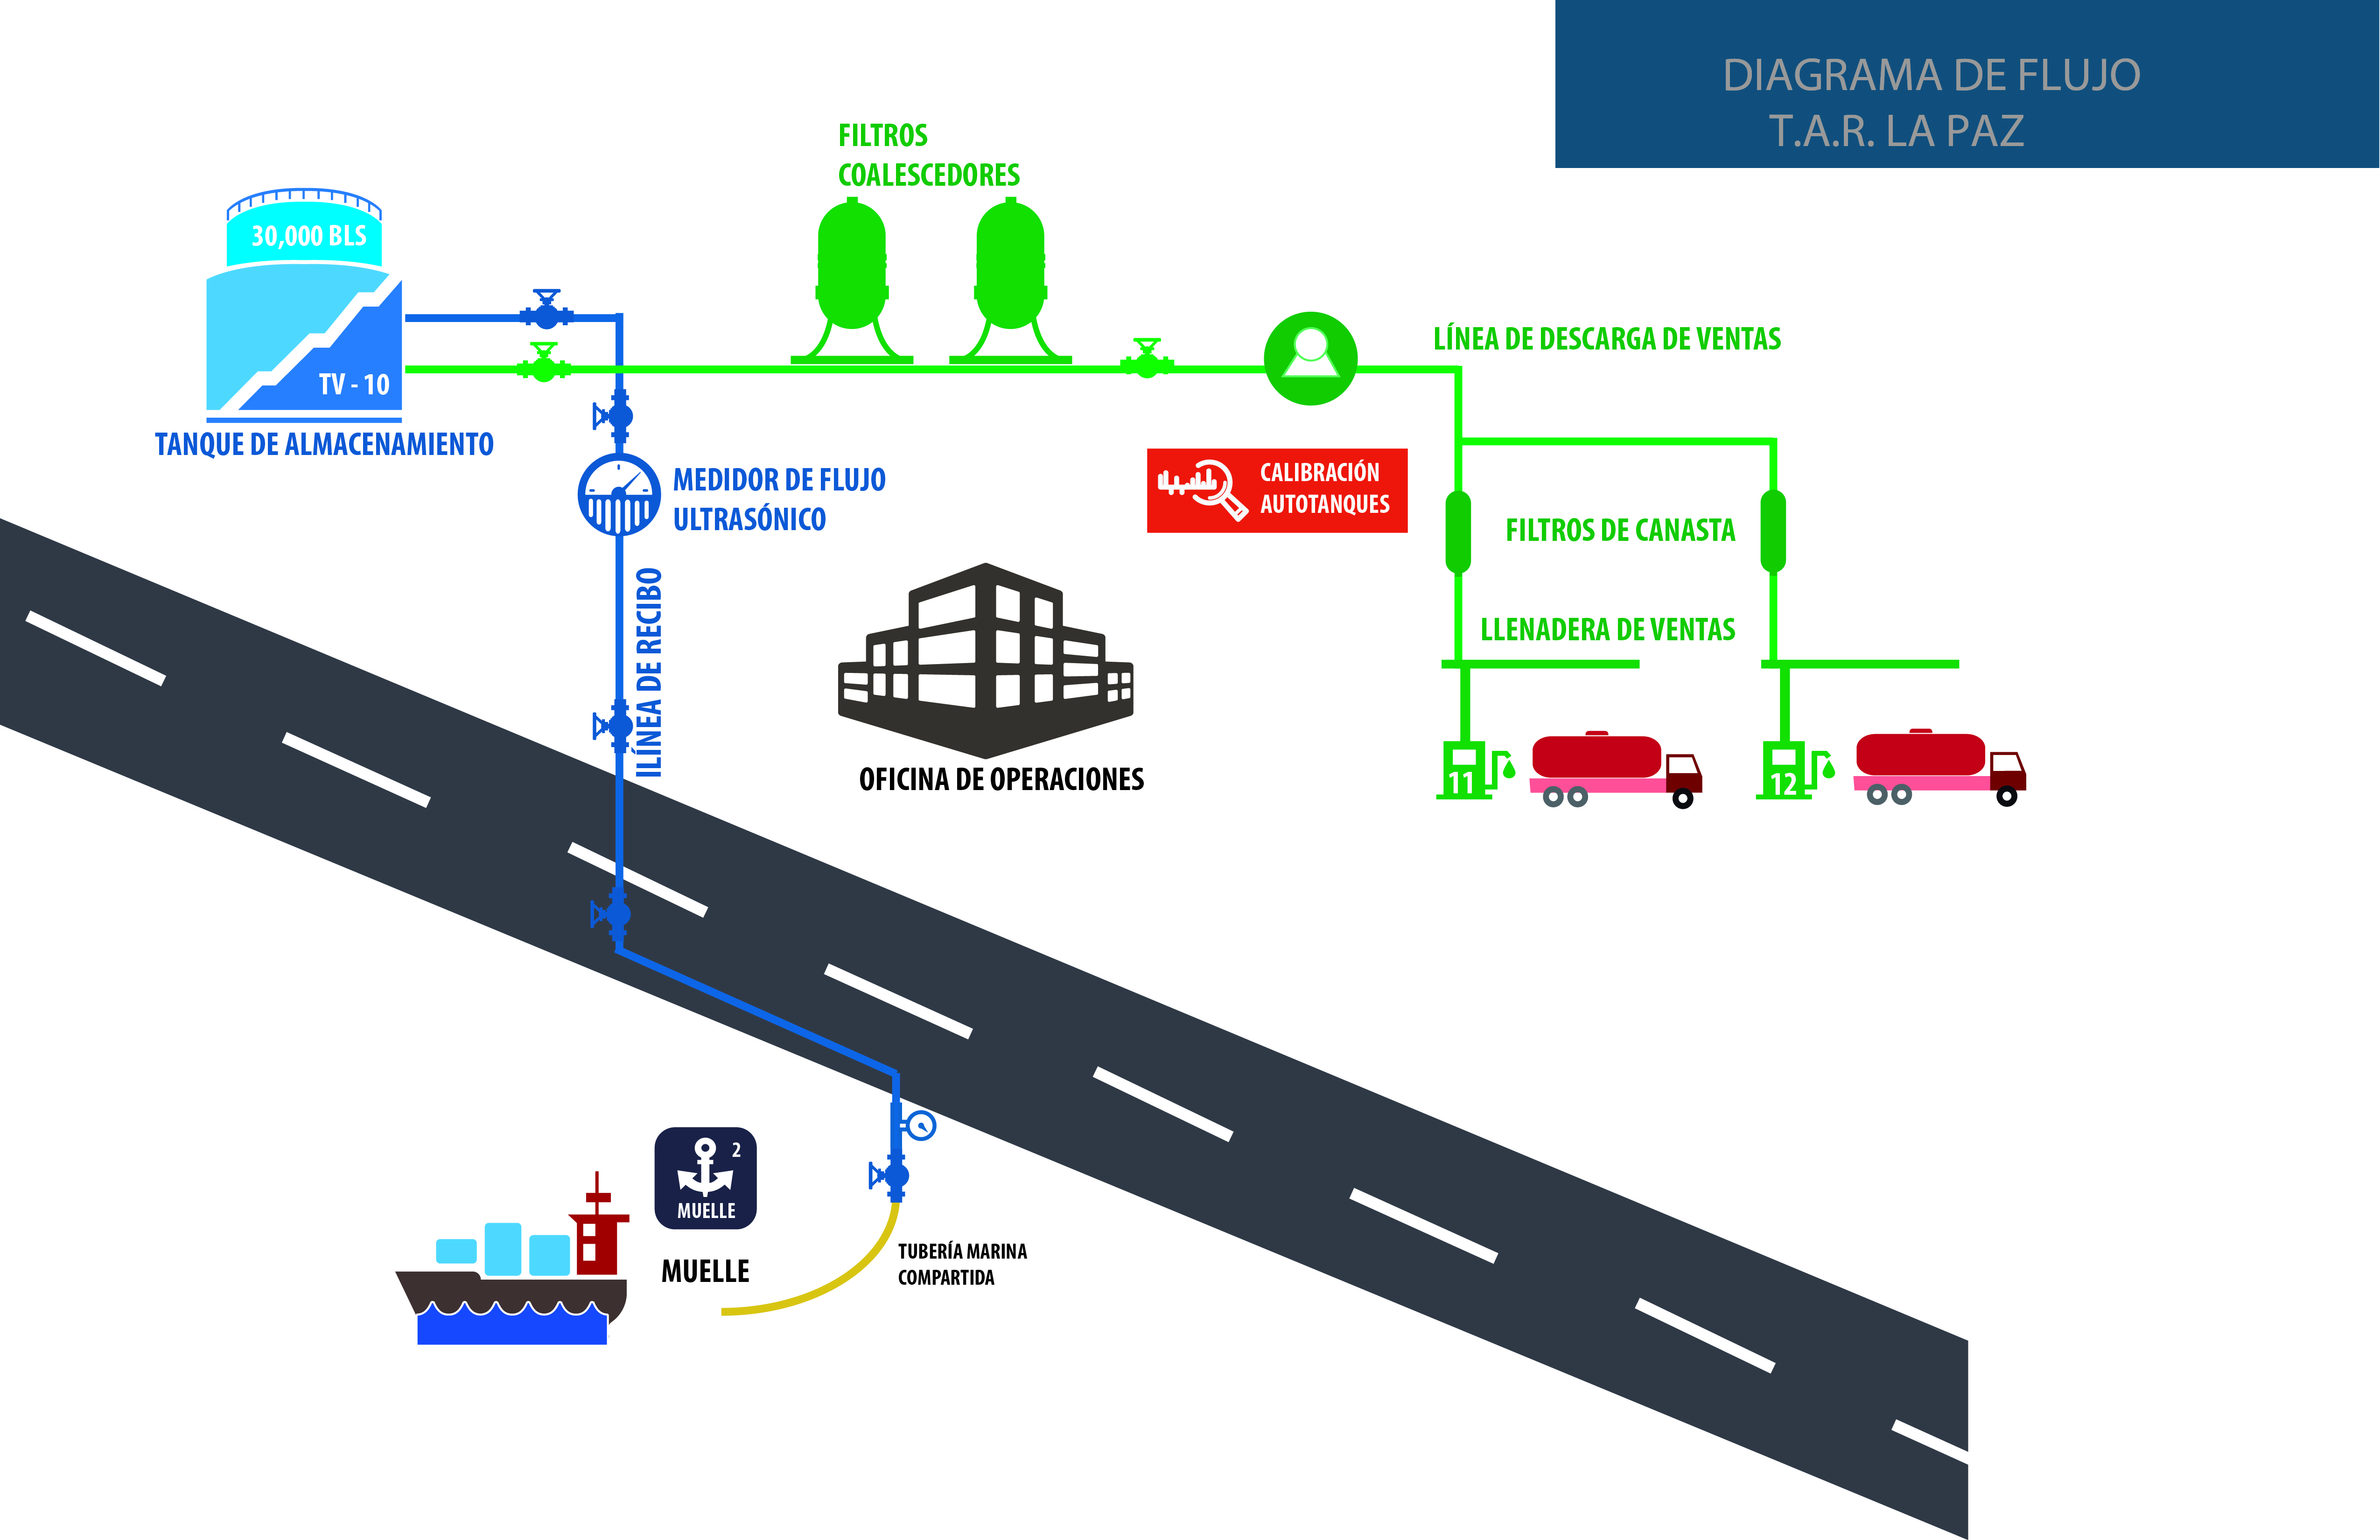 DIAGRAMA DE FLUJO
T.A.R. LA PAZ
FILTROS
COALESCEDORES
30,000 BLS
TV - 10
TANQUE DE ALMACENAMIENTO
LÍNEA DE DESCARGA DE VENTAS
MEDIDOR DE FLUJO
ULTRASÓNICO
CALIBRACIÓN
AUTOTANQUES
FILTROS DE CANASTA
ILÍNEA DE RECIBO
LLENADERA DE VENTAS
OFICINA DE OPERACIONES
11
12
2
MUELLE
MUELLE
TUBERÍA MARINA
COMPARTIDA